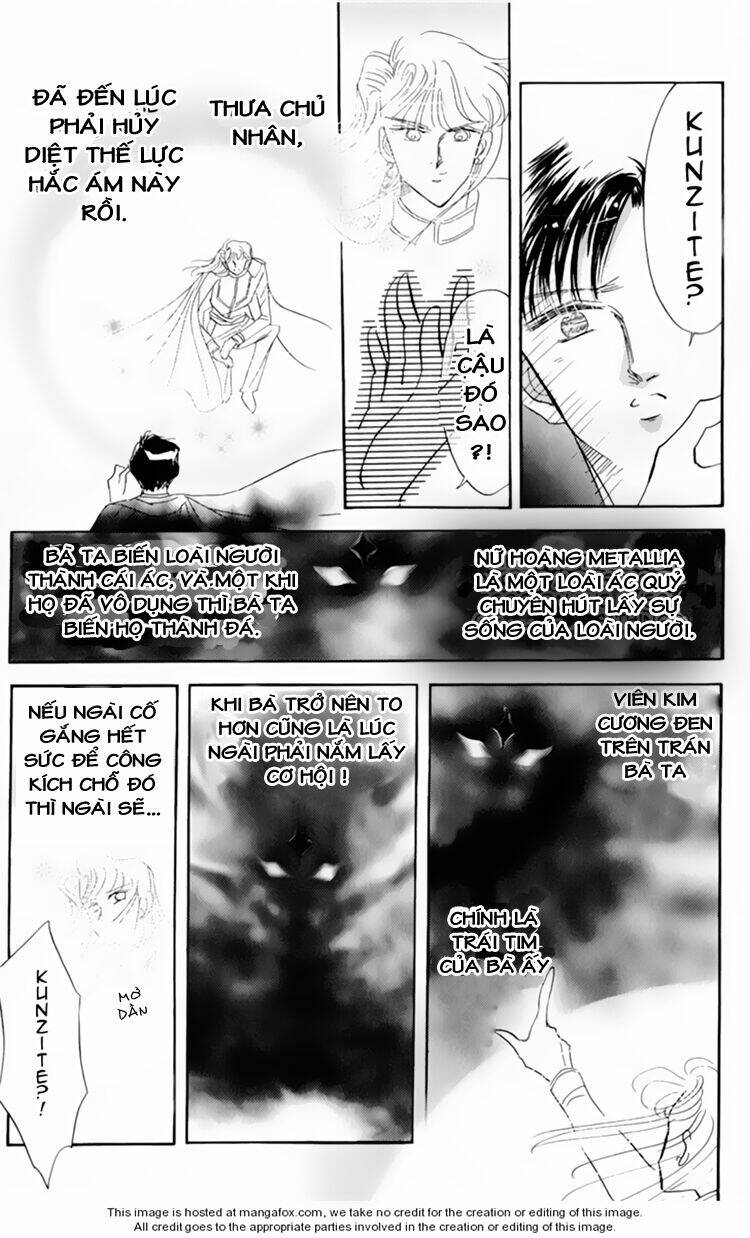 KUNZITE?
LÀ
CẬU
ĐÓ
SAO
?!
THƯA CHỦ
NHÂN,
ĐÃ ĐẾN LÚC
PHẢI HỦY
DIỆT THẾ LỰC
HẮC ÁM NÀY
RỒI.
NỮ HOÀNG METALLIA
LÀ MỘT LOÀI ÁC QUỶ
CHUYÊN HÚT LẤY SỰ
SỐNG CỦA LOÀI NGƯỜI.
BÀ TA BIẾN LOÀI NGƯỜI
THÀNH CÁI ÁC, VÀ MỘT KHI
HỌ ĐÃ VÔ DỤNG THÌ BÀ TA
BIẾN HỌ THÀNH ĐÁ.
VIÊN KIM
CƯƠNG ĐEN
TRÊN TRÁN
BÀ TA
CHÍNH LÀ
TRÁI TIM
CỦA BÀ ẤY
KHI BÀ TRỞ NÊN TO
HƠN CŨNG LÀ LÚC
NGÀI PHẢI NẮM LẤY
CƠ HỘI !
NẾU NGÀI CỐ
GẮNG HẾT
SỨC ĐỂ CÔNG
KÍCH CHỖ ĐÓ
THÌ NGÀI SẼ...
MỜ
DẦN
KUNZITE?!
This image is hosted at mangafox.com, we take no credit for the creation or editing of this image.
All credit goes to the appropriate parties involved in the creation or editing of this image.